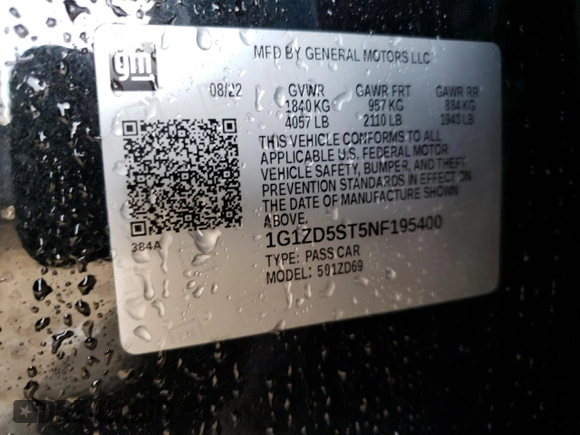 gm
MFD BY GENERAL MOTORS LLC
08/22 GVWR GAWR FRT GAWR RR
1840 KG 957 KG 884 KG
4057 LB 2110 LB 1943 LB
THIS VEHICLE CONFORMS TO ALL
APPLICABLE U.S. FEDERAL MOTOR
VEHICLE SAFETY, BUMPER, AND THEFT
PREVENTION STANDARDS IN EFFECT ON
THE DATE OF MANUFACTURE SHOWN
ABOVE.
384A
1G1ZD5ST5NF195400
TYPE: PASS CAR
MODEL: 501ZD69